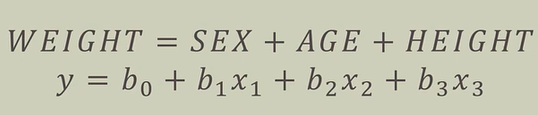 WEIGHT = SEX + AGE + HEIGHT
y = b₀ + b₁x₁ + b₂x₂ + b₃x₃